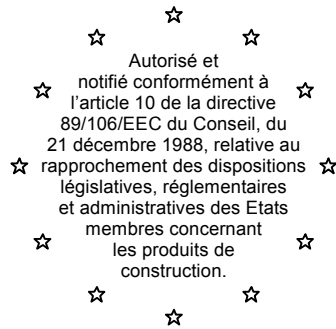 Autorisé et
notifié conformément à
l’article 10 de la directive
89/106/EEC du Conseil, du
21 décembre 1988, relative au
rapprochement des dispositions
législatives, réglementaires
et administratives des Etats
membres concernant
les produits de
construction.